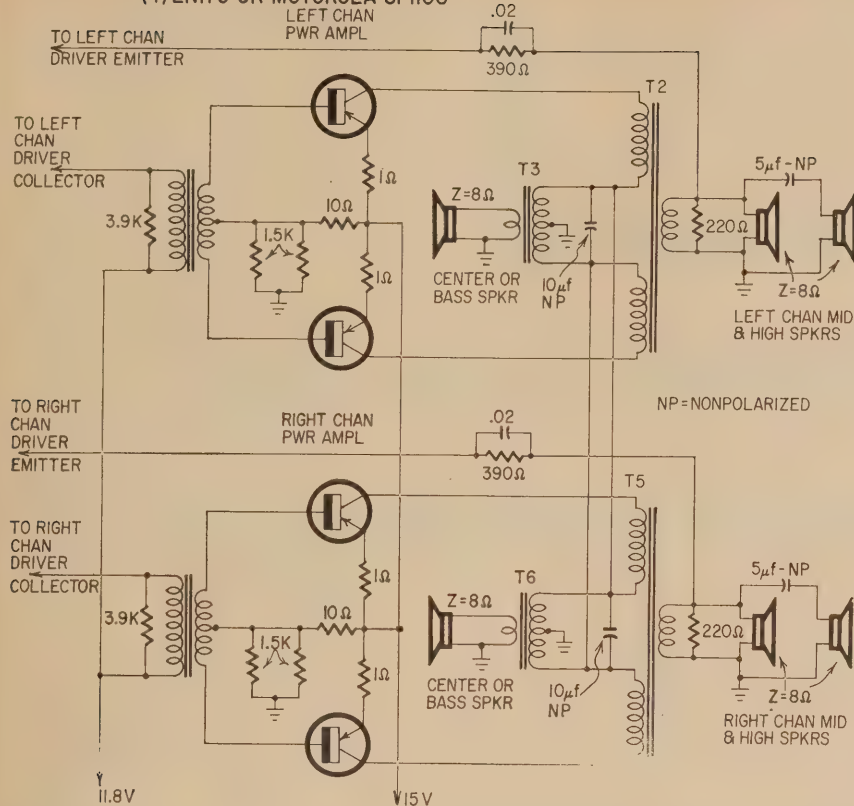 LEFT CHAN
PWR AMPL
.02
390Ω
TO LEFT CHAN
DRIVER EMITTER
T2
TO LEFT
CHAN
DRIVER
COLLECTOR
3.9K
1Ω
10Ω
1.5K
1Ω
Z=8Ω
T3
CENTER OR
BASS SPKR
10µf
NP
5µf-NP
220Ω
Z=8Ω
LEFT CHAN MID
& HIGH SPKRS
NP=NONPOLARIZED
TO RIGHT
CHAN
DRIVER
EMITTER
RIGHT CHAN
PWR AMPL
.02
390Ω
T5
TO RIGHT
CHAN
DRIVER
COLLECTOR
3.9K
1Ω
10Ω
1.5K
1Ω
Z=8Ω
T6
CENTER OR
BASS SPKR
10µf
NP
5µf-NP
220Ω
Z=8Ω
RIGHT CHAN MID
& HIGH SPKRS
11.8V
15V